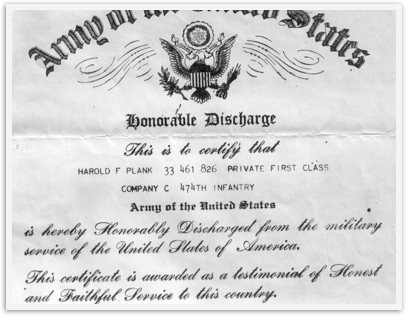 Army of the United States
Honorable Discharge
This is to certify that
HAROLD F PLANK 33 461 826 PRIVATE FIRST CLASS
COMPANY C 474TH INFANTRY
Army of the United States
is hereby Honorably Discharged from the military
service of the United States of America.
This certificate is awarded as a testimonial of Honest
and Faithful Service to this country.